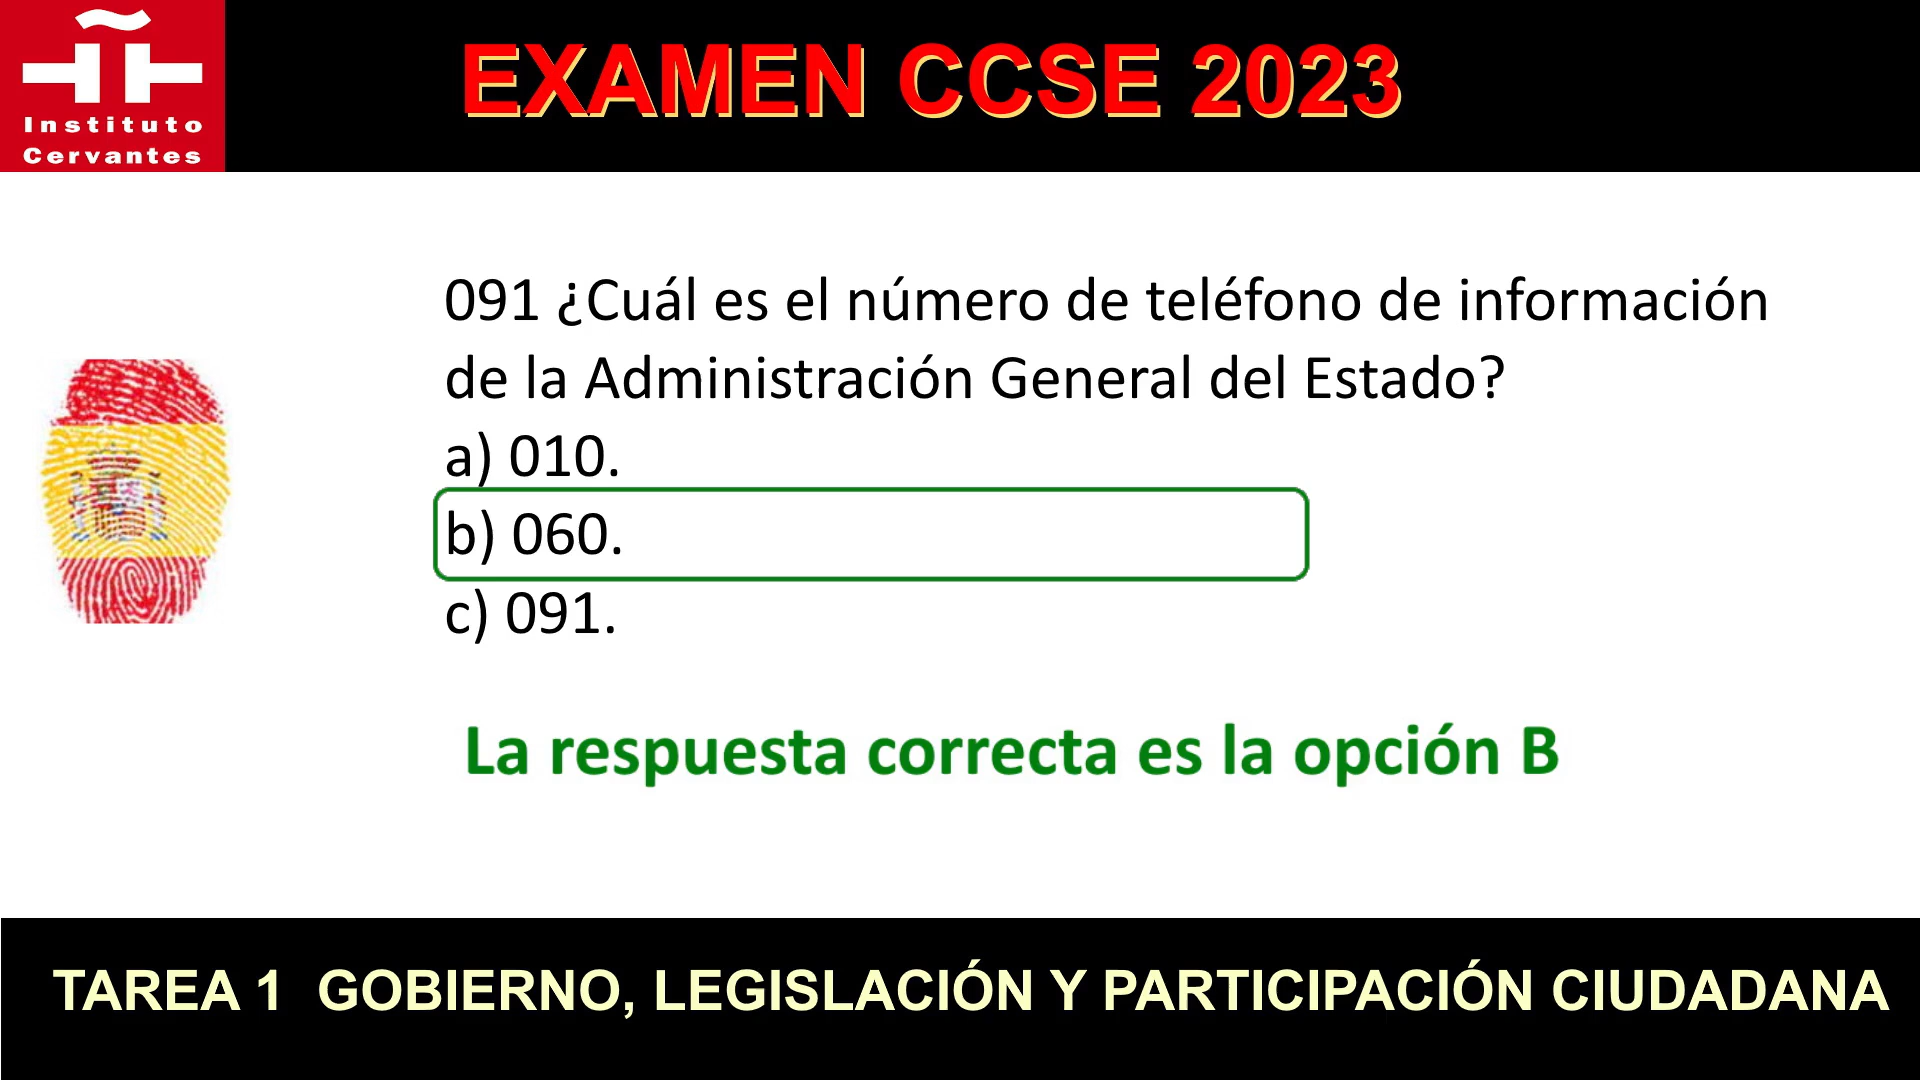 Instituto
Cervantes
EXAMEN CCSE 2023
091 ¿Cuál es el número de teléfono de información
de la Administración General del Estado?
a) 010.
b) 060.
c) 091.
La respuesta correcta es la opción B
TAREA 1 GOBIERNO, LEGISLACIÓN Y PARTICIPACIÓN CIUDADANA